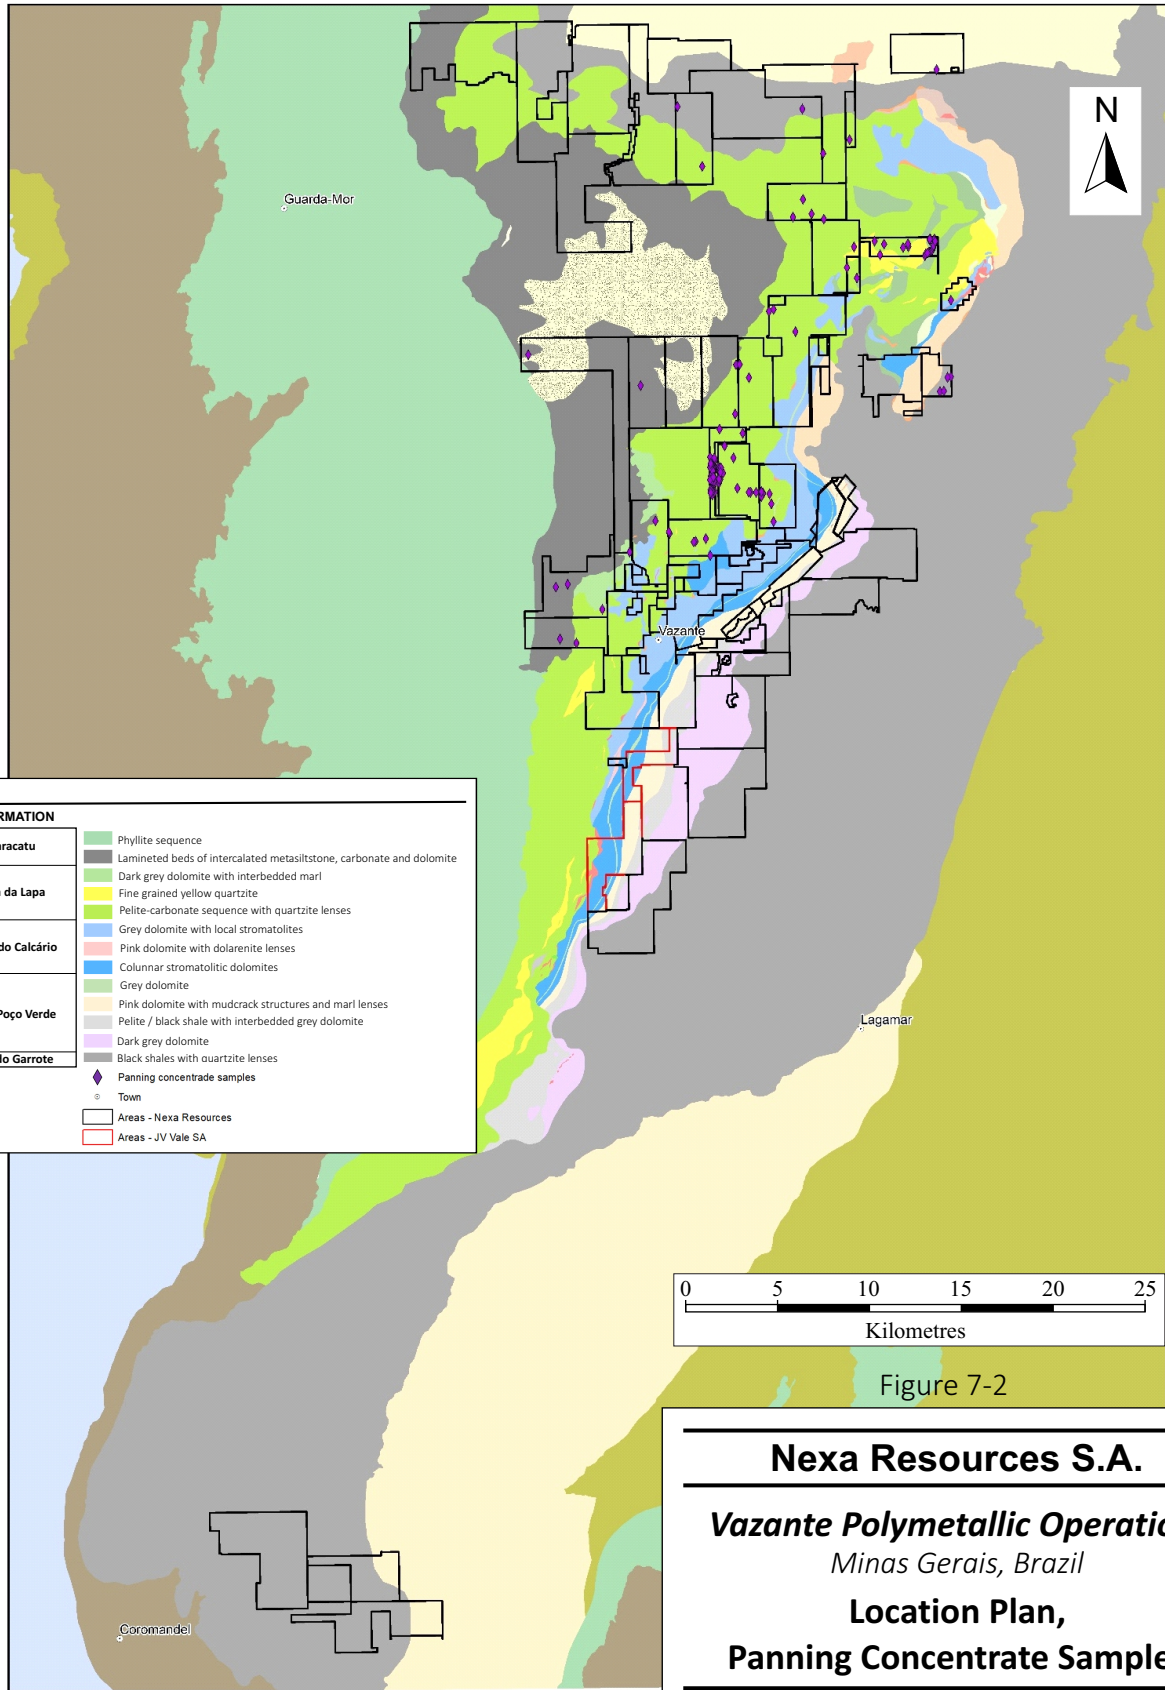 N
Guarda-Mor
Vazante
RMATION
aracatu
Phyllite sequence
Lamineted beds of intercalated metasiltstone, carbonate and dolomite
Dark grey dolomite with interbedded marl
a da Lapa
Fine grained yellow quartzite
Pelite-carbonate sequence with quartzite lenses
Grey dolomite with local stromatolites
do Calcário
Pink dolomite with dolarenite lenses
Colunnar stromatolitic dolomites
Grey dolomite
Pink dolomite with mudcrack structures and marl lenses
Poço Verde
Pelite / black shale with interbedded grey dolomite
Dark grey dolomite
do Garrote
Black shales with quartzite lenses
Panning concentrade samples
Town
Areas - Nexa Resources
Areas - JV Vale SA
Lagamar
0 5 10 15 20 25
Kilometres
Figure 7-2
Nexa Resources S.A.
Vazante Polymetallic Operatio
Minas Gerais, Brazil
Location Plan,
Panning Concentrate Sample
Coromandel